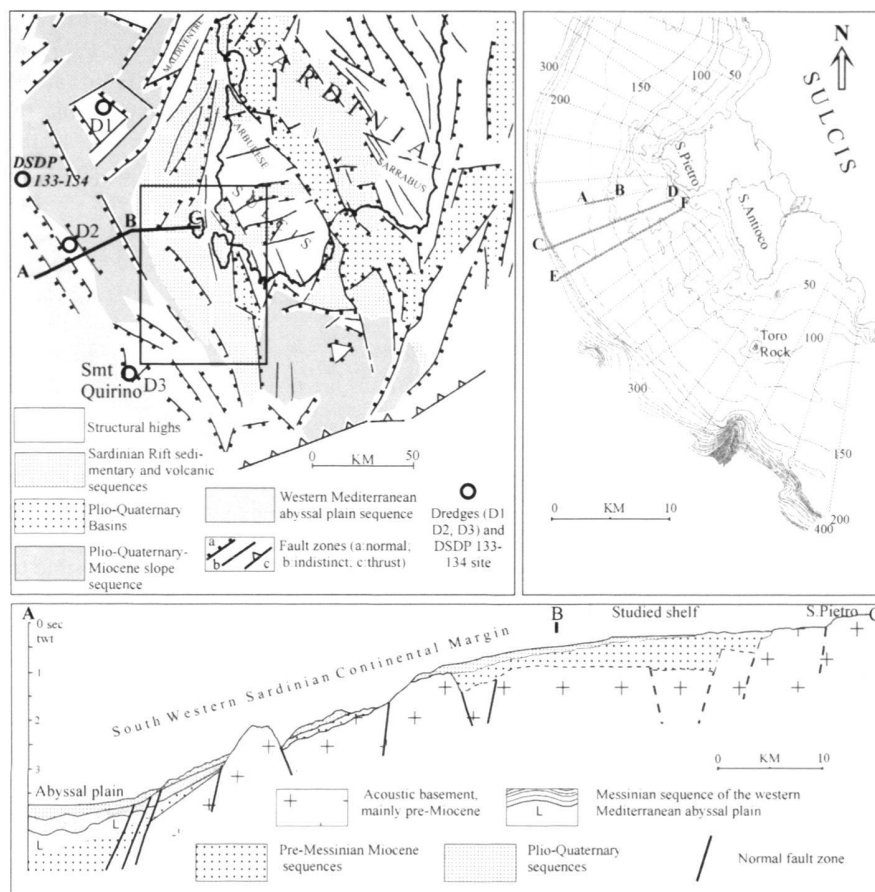 MALDIVENTRE
SARDINIA
D1
DSDP
133-134
ARBURESE
SARRABUS
SULCIS
B
G
D2
A
Smt
Quirino
D3
Structural highs
0 50
KM
Sardinian Rift sedi-
mentary and volcanic
sequences
Plio-Quaternary
Basins
Plio-Quaternary-
Miocene slope
sequence
Western Mediterranean
abyssal plain sequence
a
b
c
Fault zones (a:normal;
b:indistinct; c:thrust)
Dredges (D1
D2, D3) and
DSDP 133-
134 site
N
SULCIS
300
200
150
100
50
S.Pietro
A
B
D
F
C
E
S.Antioco
50
Toro
Rock
100
300
150
200
400
0 KM 10
A
B
Studied shelf
S.Pietro
0 sec
twt
1
2
3
South Western Sardinian Continental Margin
Abyssal plain
L
L
L
0 10
KM
Acoustic basement,
mainly pre-Miocene
L
Messinian sequence of the western
Mediterranean abyssal plain
Pre-Messinian Miocene
sequences
Plio-Quaternary
sequences
Normal fault zone